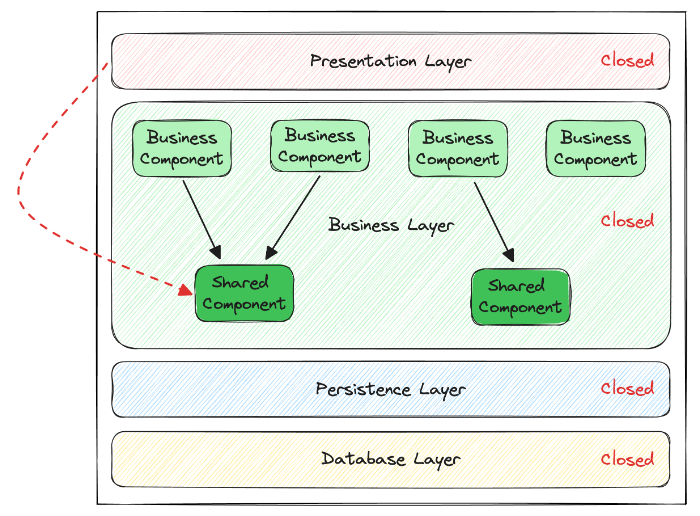 Presentation Layer
Closed
Business
Component
Business
Component
Business
Component
Business
Component
Business Layer
Closed
Shared
Component
Shared
Component
Persistence Layer
Closed
Database Layer
Closed